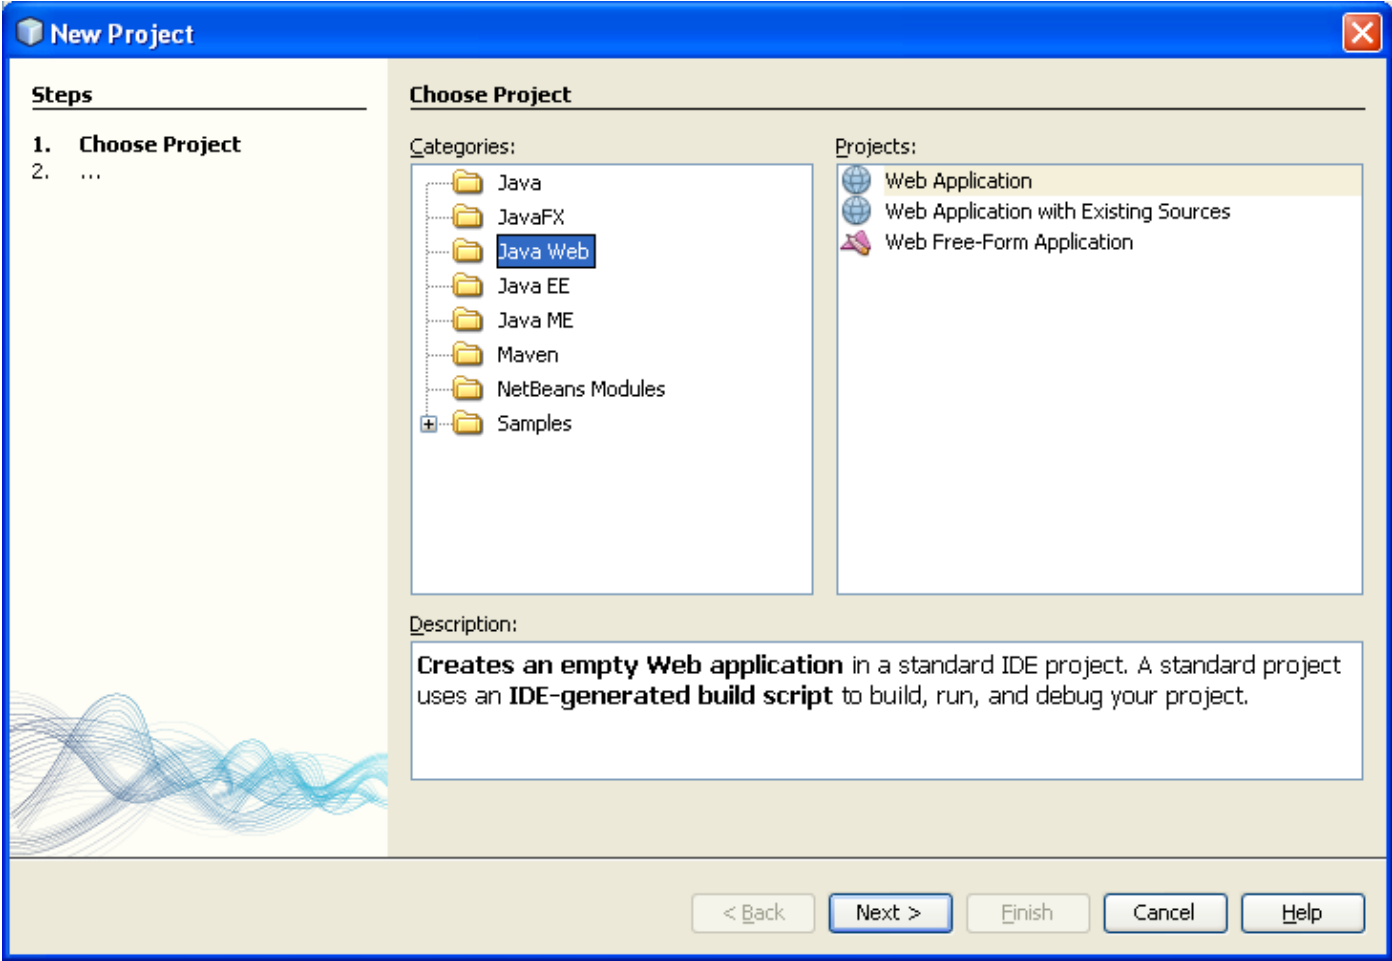 New Project
Steps
1. Choose Project
2. ...
Choose Project
Categories:
Java
JavaFX
Java Web
Java EE
Java ME
Maven
NetBeans Modules
Samples
Projects:
Web Application
Web Application with Existing Sources
Web Free-Form Application
Description:
Creates an empty Web application in a standard IDE project. A standard project
uses an IDE-generated build script to build, run, and debug your project.
< Back
Next >
Finish
Cancel
Help